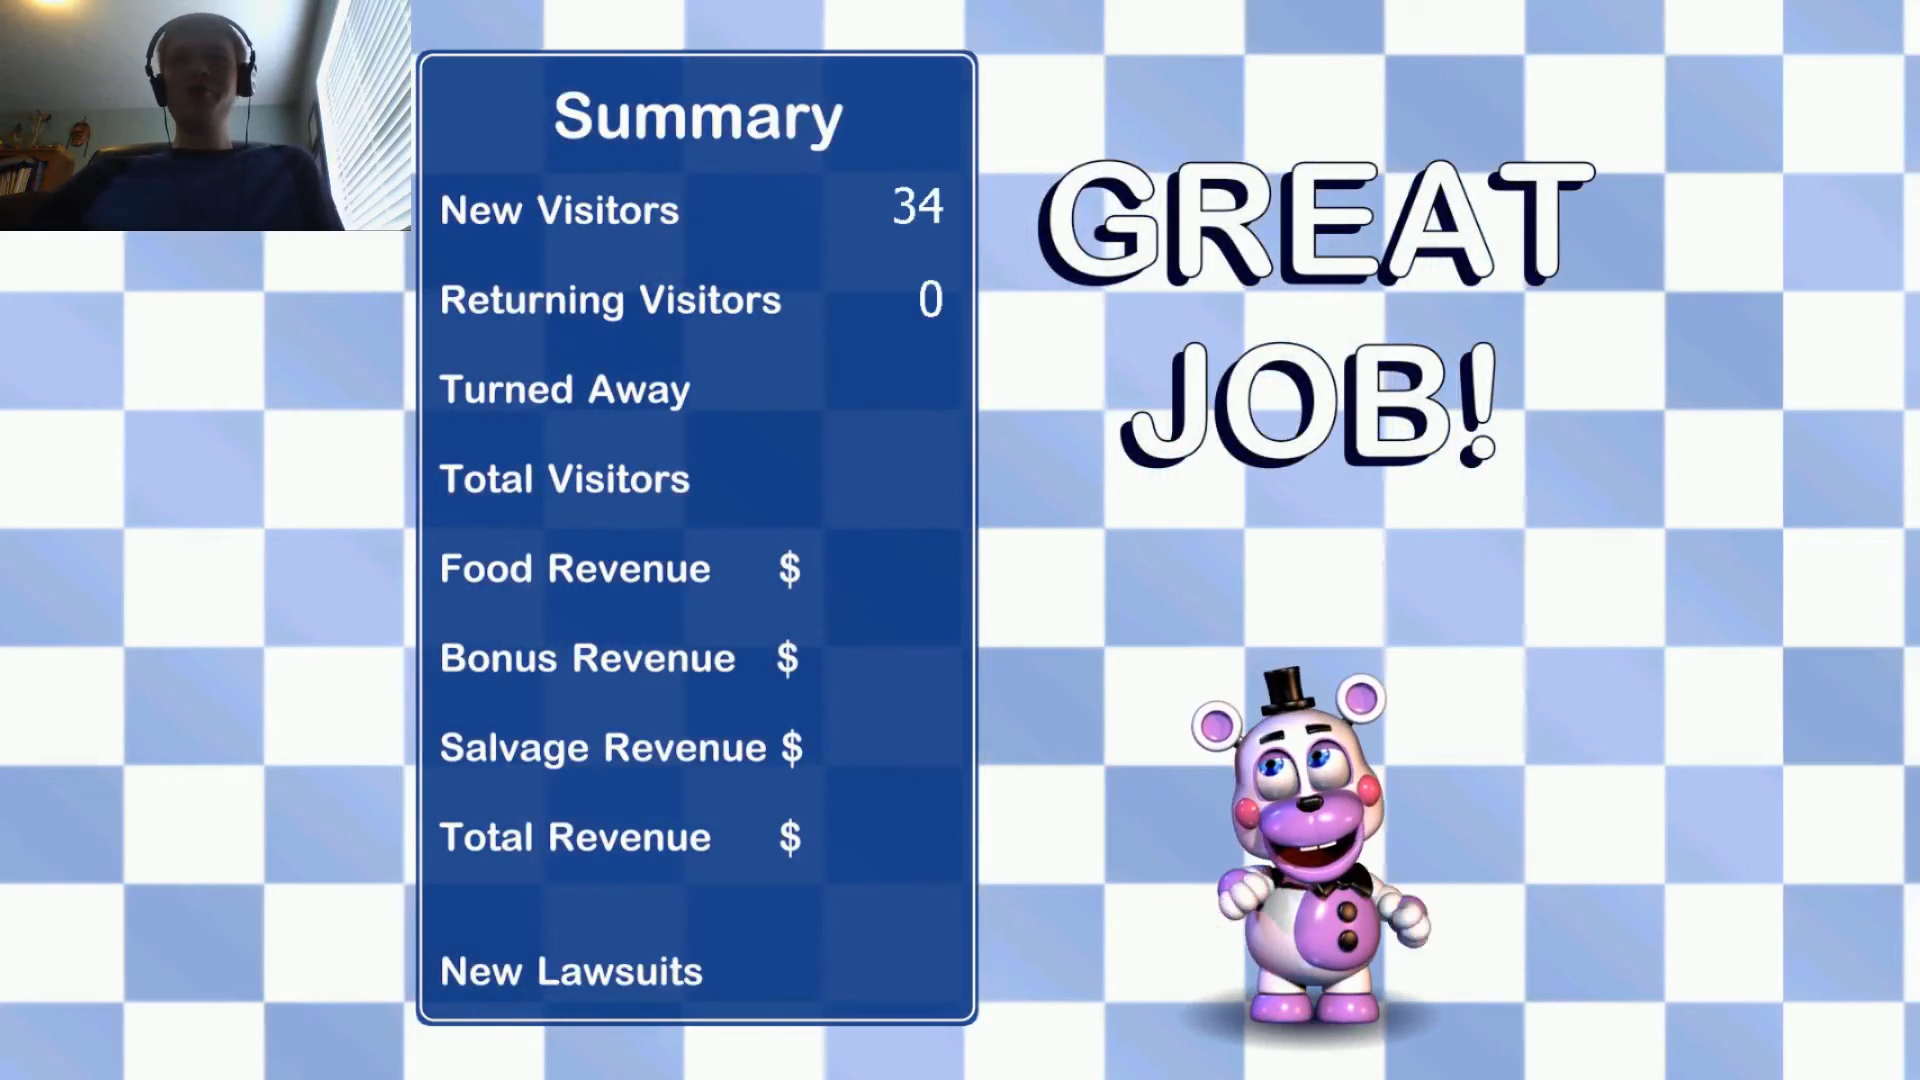 Summary
New Visitors 34
Returning Visitors 0
Turned Away
Total Visitors
Food Revenue $
Bonus Revenue $
Salvage Revenue $
Total Revenue $
New Lawsuits
GREAT
JOB!